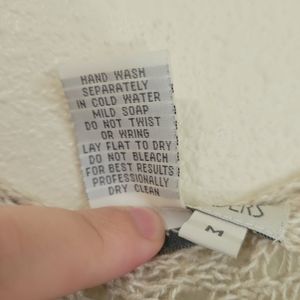 HAND WASH
SEPARATELY
IN COLD WATER
MILD SOAP
DO NOT TWIST
OR WRING
LAY FLAT TO DRY
DO NOT BLEACH
FOR BEST RESULTS
PROFESSIONALLY
DRY CLEAN
M